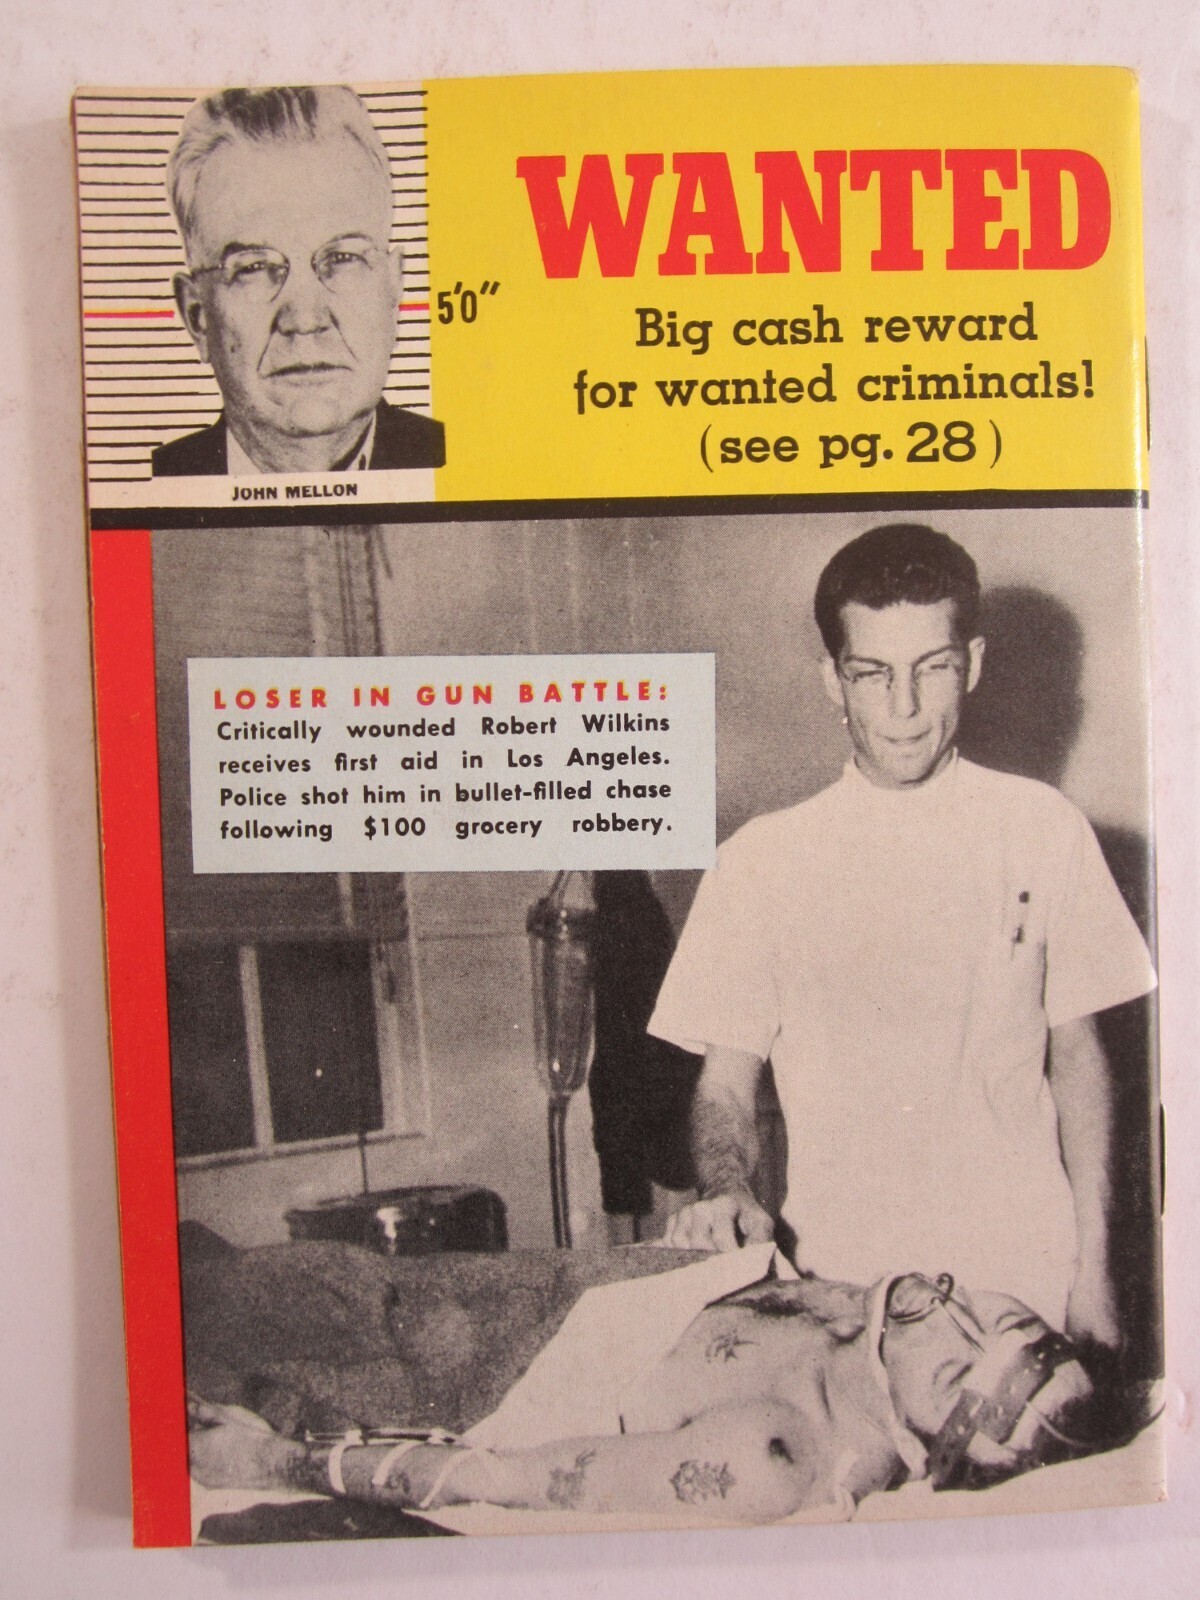 WANTED
5'0"
Big cash reward
for wanted criminals!
(see pg. 28)
JOHN MELLON
LOSER IN GUN BATTLE:
Critically wounded Robert Wilkins
receives first aid in Los Angeles.
Police shot him in bullet-filled chase
following $100 grocery robbery.